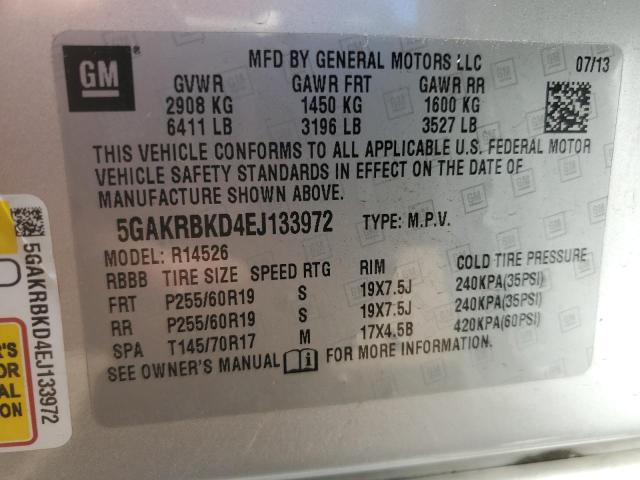 GM
MFD BY GENERAL MOTORS LLC 07/13
GVWR GAWR FRT GAWR RR
2908 KG 1450 KG 1600 KG
6411 LB 3196 LB 3527 LB
THIS VEHICLE CONFORMS TO ALL APPLICABLE U.S. FEDERAL MOTOR
VEHICLE SAFETY STANDARDS IN EFFECT ON THE DATE OF
MANUFACTURE SHOWN ABOVE.
5GAKRBKD4EJ133972 TYPE: M.P.V.
MODEL: R14526
RBBB TIRE SIZE SPEED RTG RIM COLD TIRE PRESSURE
FRT P255/60R19 S 19X7.5J 240KPA(35PSI)
RR P255/60R19 S 19X7.5J 240KPA(35PSI)
SPA T145/70R17 M 17X4.5B 420KPA(60PSI)
SEE OWNER'S MANUAL FOR MORE INFORMATION.
5GAKRBKD4EJ133972